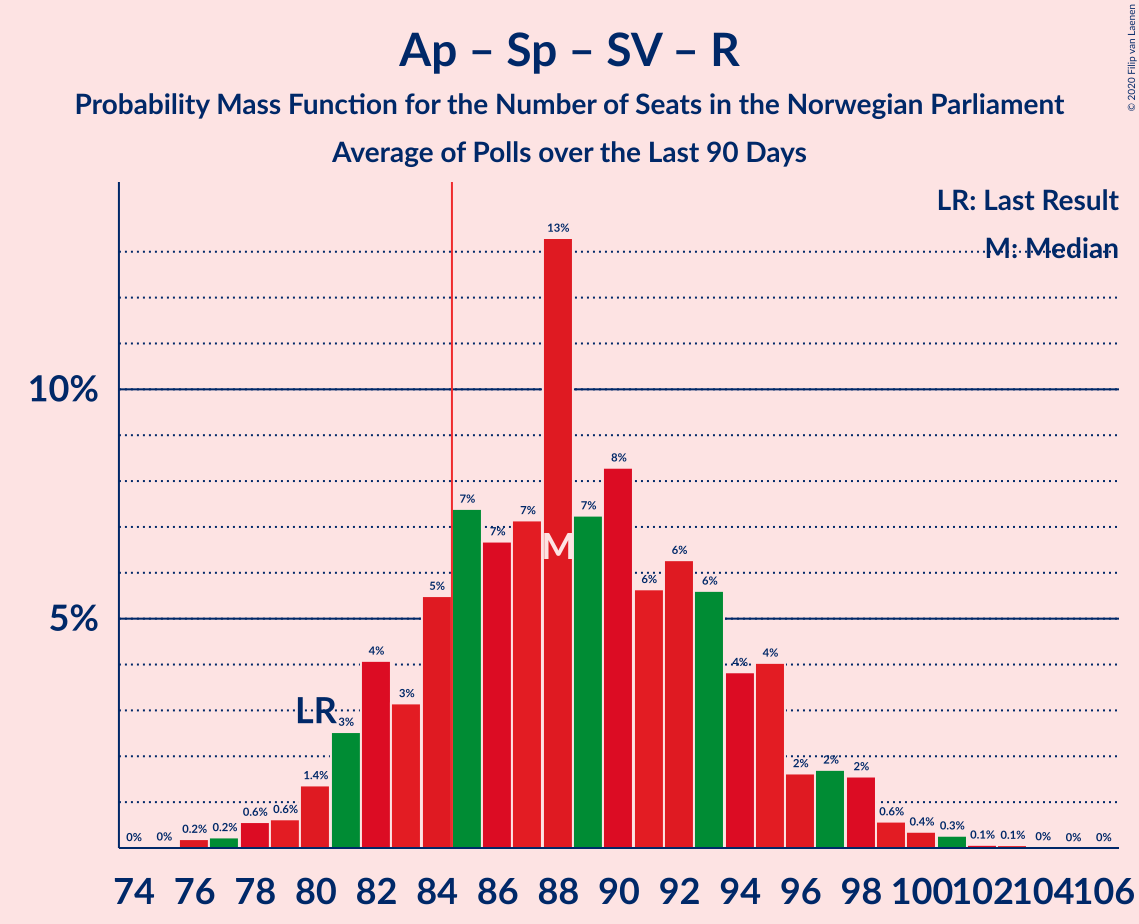 Ap – Sp – SV – R
Probability Mass Function for the Number of Seats in the Norwegian Parliament
Average of Polls over the Last 90 Days
© 2020 Filip van Laenen
LR: Last Result
M: Median
10%
5%
0% 0% 0.2% 0.2% 0.6% 0.6% 1.4% 3% 4% 3% 5% 7% 7% 7% 13% 7% 8% 6% 6% 6% 4% 4% 2% 2% 2% 0.6% 0.4% 0.3% 0.1% 0.1% 0% 0% 0%
LR
M
74 76 78 80 82 84 86 88 90 92 94 96 98 100 102 104 106